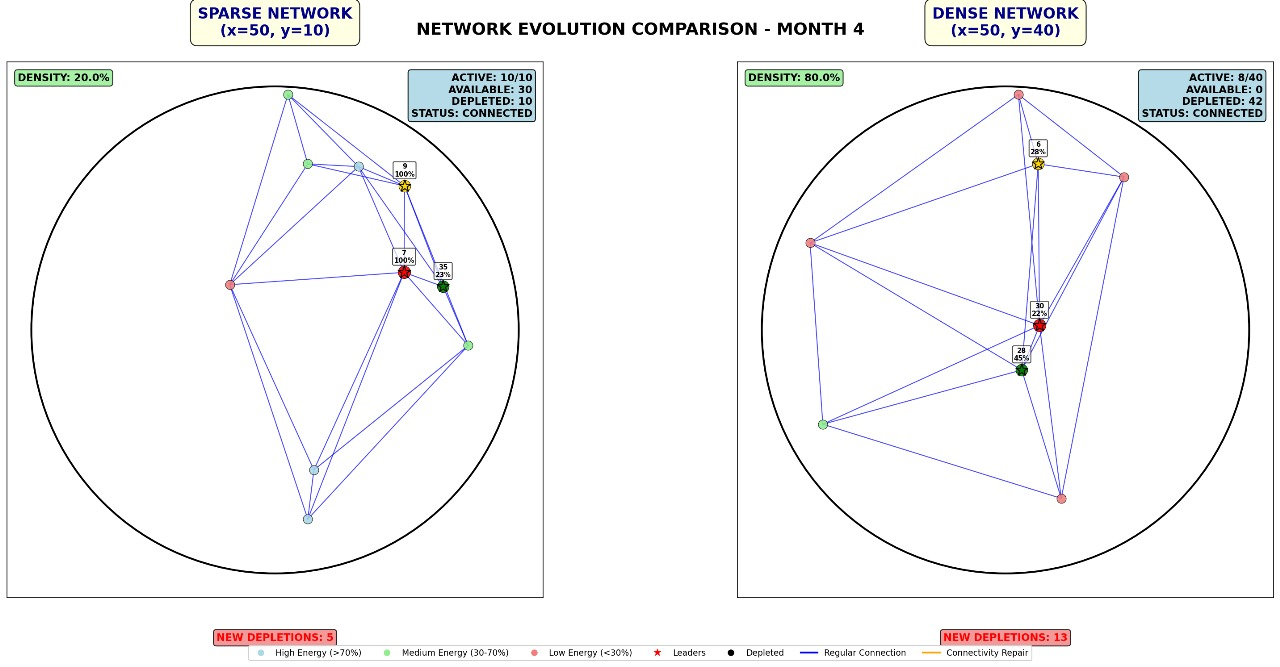 SPARSE NETWORK
(x=50, y=10)
NETWORK EVOLUTION COMPARISON - MONTH 4
DENSE NETWORK
(x=50, y=40)
DENSITY: 20.0%
ACTIVE: 10/10
AVAILABLE: 30
DEPLETED: 10
STATUS: CONNECTED
9
100%
7
100%
35
23%
DENSITY: 80.0%
ACTIVE: 8/40
AVAILABLE: 0
DEPLETED: 42
STATUS: CONNECTED
6
28%
30
22%
28
45%
NEW DEPLETIONS: 5
NEW DEPLETIONS: 13
High Energy (>70%)
Medium Energy (30-70%)
Low Energy (<30%)
Leaders
Depleted
Regular Connection
Connectivity Repair